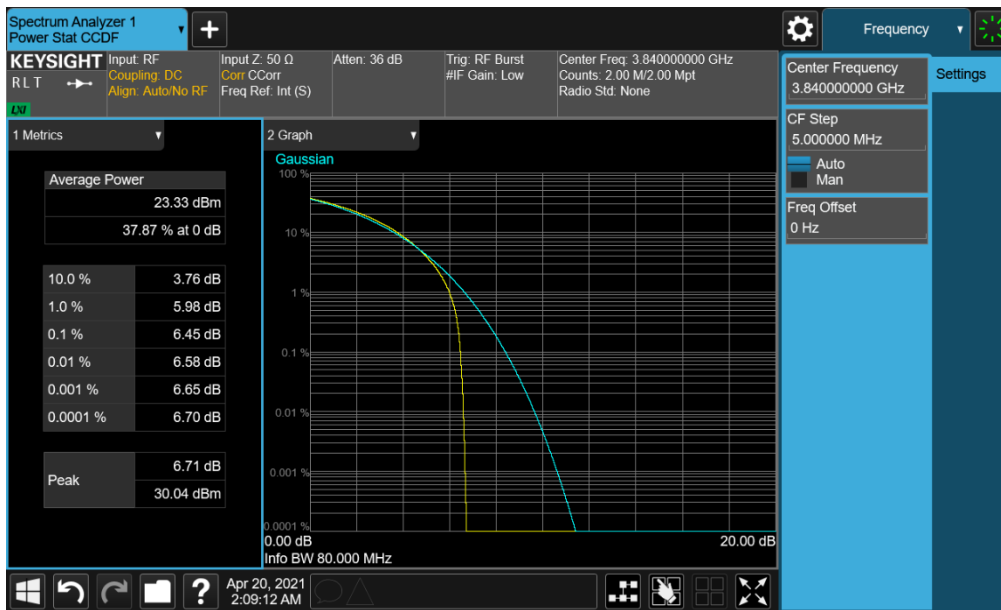 Spectrum Analyzer 1
Power Stat CCDF
Frequency
KEYSIGHT
RLT
LXI
Input: RF
Coupling: DC
Align: Auto/No RF
Input Z: 50 Ω
Corr CCorr
Freq Ref: Int (S)
Atten: 36 dB
Trig: RF Burst
#IF Gain: Low
Center Freq: 3.840000000 GHz
Counts: 2.00 M/2.00 Mpt
Radio Std: None
Center Frequency
3.840000000 GHz
Settings
CF Step
5.000000 MHz
Auto
Man
Freq Offset
0 Hz
1 Metrics
Average Power
23.33 dBm
37.87 % at 0 dB
10.0 % 3.76 dB
1.0 % 5.98 dB
0.1 % 6.45 dB
0.01 % 6.58 dB
0.001 % 6.65 dB
0.0001 % 6.70 dB
Peak 6.71 dB
30.04 dBm
2 Graph
Gaussian
100 %
10 %
1 %
0.1 %
0.01 %
0.001 %
0.0001 %
0.00 dB 20.00 dB
Info BW 80.000 MHz
? Apr 20, 2021
2:09:12 AM